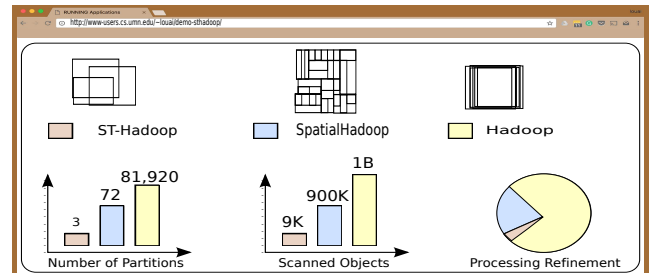 RUNNING Applications
http://www-users.cs.umn.edu/~louai/demo-sthadoop/
ST-Hadoop
SpatialHadoop
Hadoop
3
72
81,920
Number of Partitions
9K
900K
1B
Scanned Objects
Processing Refinement